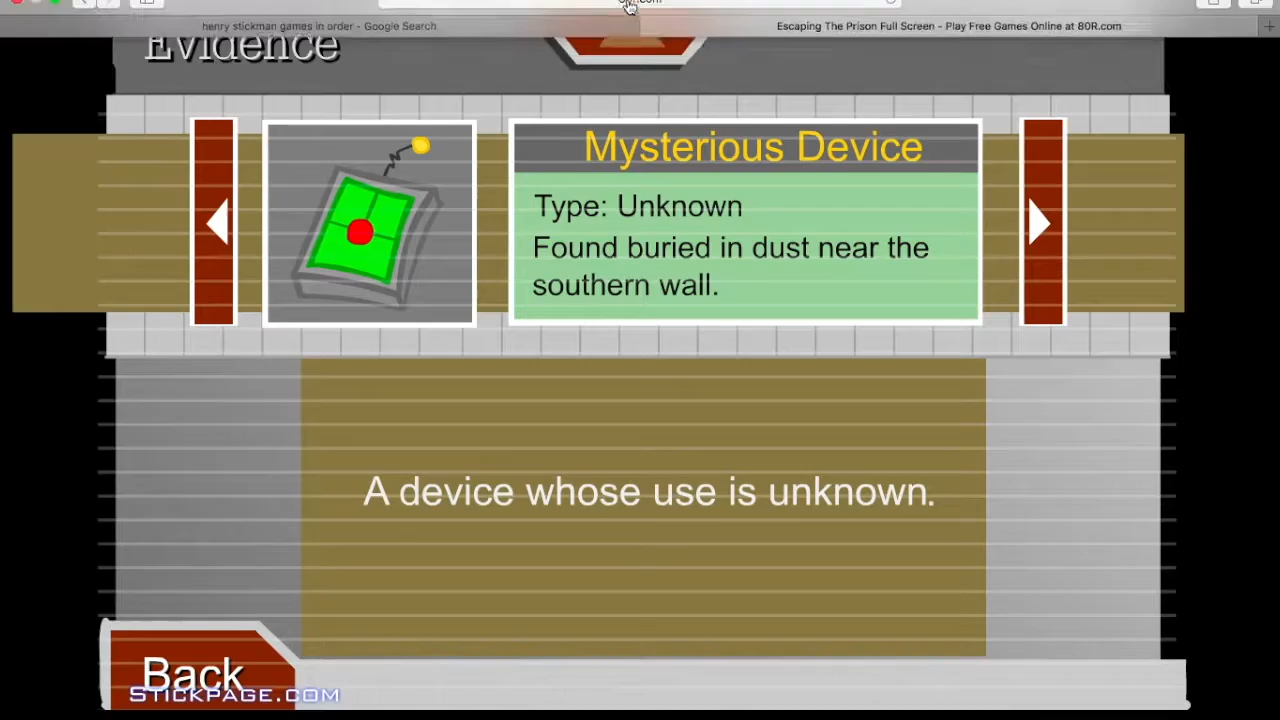 henry stickman games in order - Google Search
Escaping The Prison Full Screen - Play Free Games Online at 80R.com
Evidence
Mysterious Device
Type: Unknown
Found buried in dust near the
southern wall.
A device whose use is unknown.
Back
STICKPAGE.COM